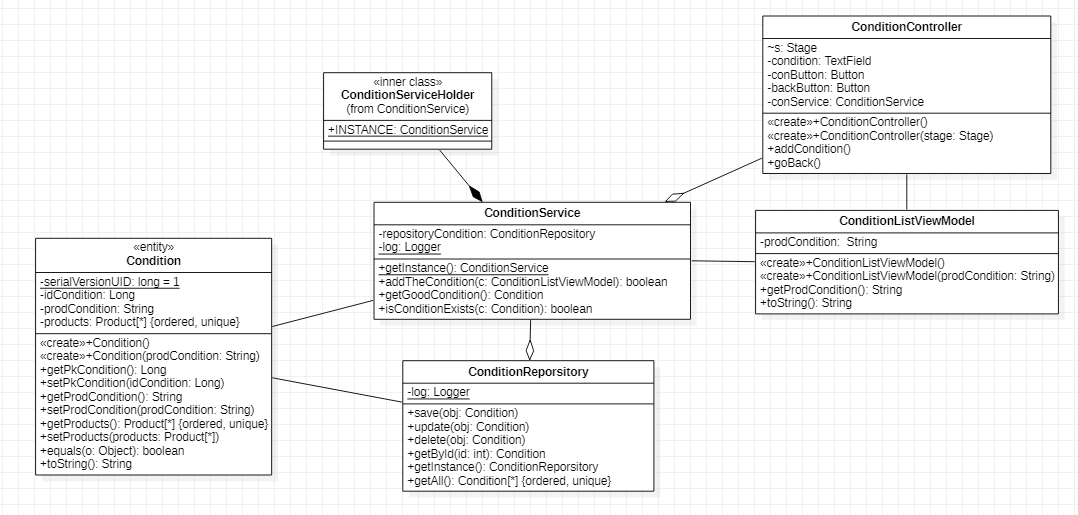 ConditionController
~s: Stage
-condition: TextField
-conButton: Button
-backButton: Button
-conService: ConditionService
«create»+ConditionController()
«create»+ConditionController(stage: Stage)
+addCondition()
+goBack()
«inner class»
ConditionServiceHolder
(from ConditionService)
+INSTANCE: ConditionService
ConditionService
-repositoryCondition: ConditionRepository
-log: Logger
+getInstance(): ConditionService
+addTheCondition(c: ConditionListViewModel): boolean
+getGoodCondition(): Condition
+isConditionExists(c: Condition): boolean
ConditionListViewModel
-prodCondition:  String
«create»+ConditionListViewModel()
«create»+ConditionListViewModel(prodCondition: String)
+getProdCondition(): String
+toString(): String
«entity»
Condition
-serialVersionUID: long = 1
-idCondition: Long
-prodCondition: String
-products: Product[*] {ordered, unique}
«create»+Condition()
«create»+Condition(prodCondition: String)
+getPkCondition(): Long
+setPkCondition(idCondition: Long)
+getProdCondition(): String
+setProdCondition(prodCondition: String)
+getProducts(): Product[*] {ordered, unique}
+setProducts(products: Product[*])
+equals(o: Object): boolean
+toString(): String
ConditionReporsitory
-log: Logger
+save(obj: Condition)
+update(obj: Condition)
+delete(obj: Condition)
+getById(id: int): Condition
+getInstance(): ConditionReporsitory
+getAll(): Condition[*] {ordered, unique}